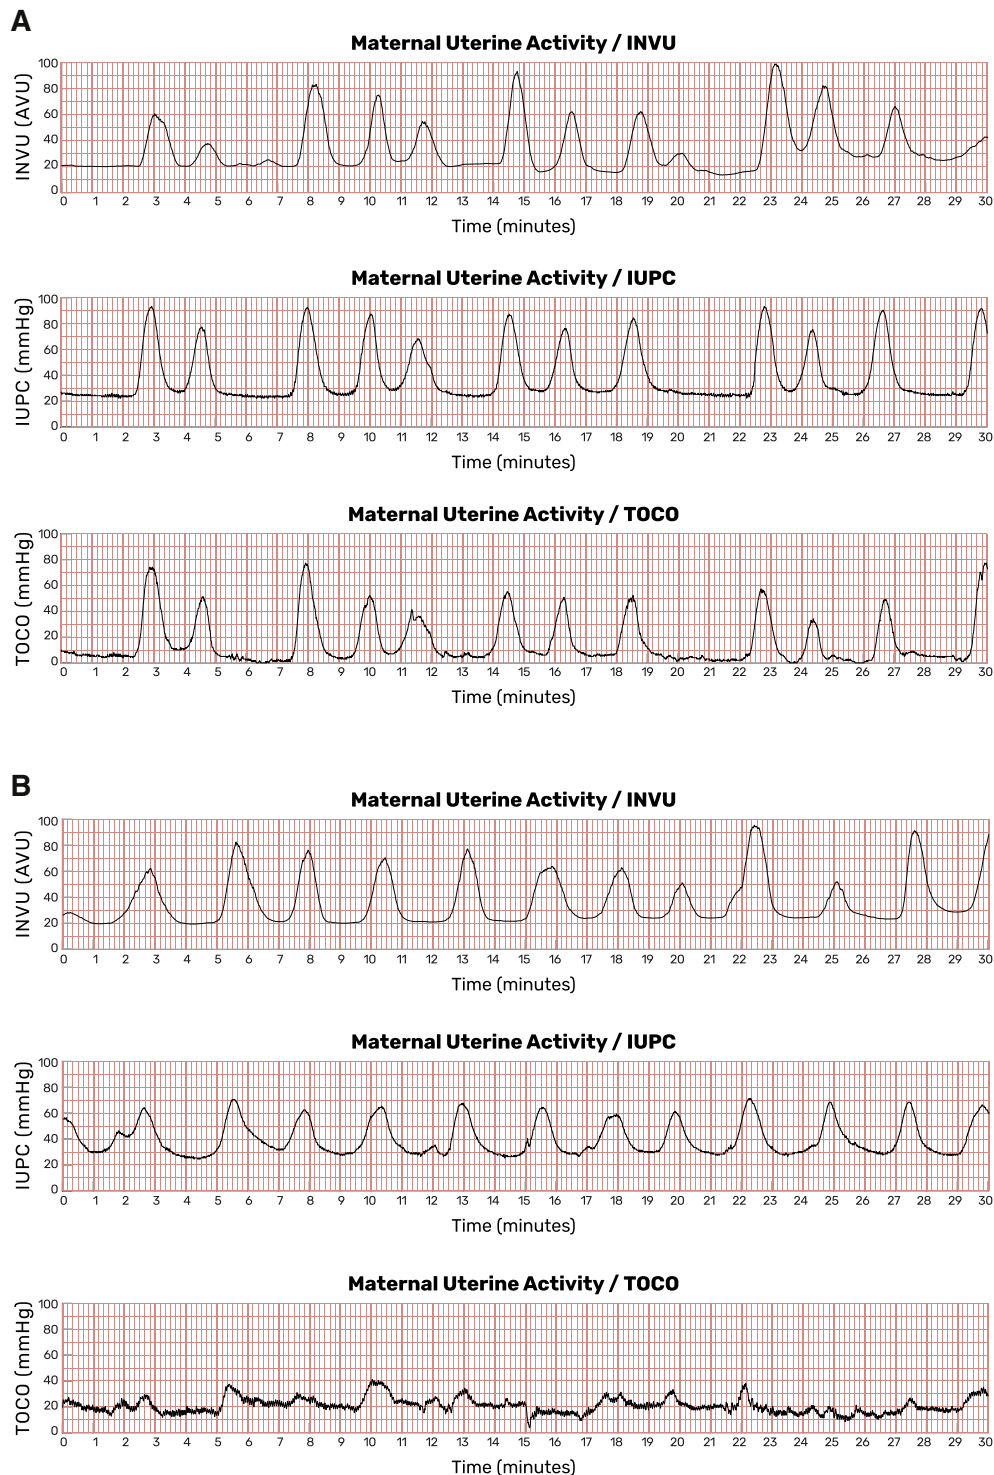 A
Maternal Uterine Activity / INVU
INVU (AVU)
100
80
60
40
20
0
0 1 2 3 4 5 6 7 8 9 10 11 12 13 14 15 16 17 18 19 20 21 22 23 24 25 26 27 28 29 30
Time (minutes)
Maternal Uterine Activity / IUPC
IUPC (mmHg)
100
80
60
40
20
0
0 1 2 3 4 5 6 7 8 9 10 11 12 13 14 15 16 17 18 19 20 21 22 23 24 25 26 27 28 29 30
Time (minutes)
Maternal Uterine Activity / TOCO
TOCO (mmHg)
100
80
60
40
20
0
0 1 2 3 4 5 6 7 8 9 10 11 12 13 14 15 16 17 18 19 20 21 22 23 24 25 26 27 28 29 30
Time (minutes)
B
Maternal Uterine Activity / INVU
INVU (AVU)
100
80
60
40
20
0
0 1 2 3 4 5 6 7 8 9 10 11 12 13 14 15 16 17 18 19 20 21 22 23 24 25 26 27 28 29 30
Time (minutes)
Maternal Uterine Activity / IUPC
IUPC (mmHg)
100
80
60
40
20
0
0 1 2 3 4 5 6 7 8 9 10 11 12 13 14 15 16 17 18 19 20 21 22 23 24 25 26 27 28 29 30
Time (minutes)
Maternal Uterine Activity / TOCO
TOCO (mmHg)
100
80
60
40
20
0
0 1 2 3 4 5 6 7 8 9 10 11 12 13 14 15 16 17 18 19 20 21 22 23 24 25 26 27 28 29 30
Time (minutes)